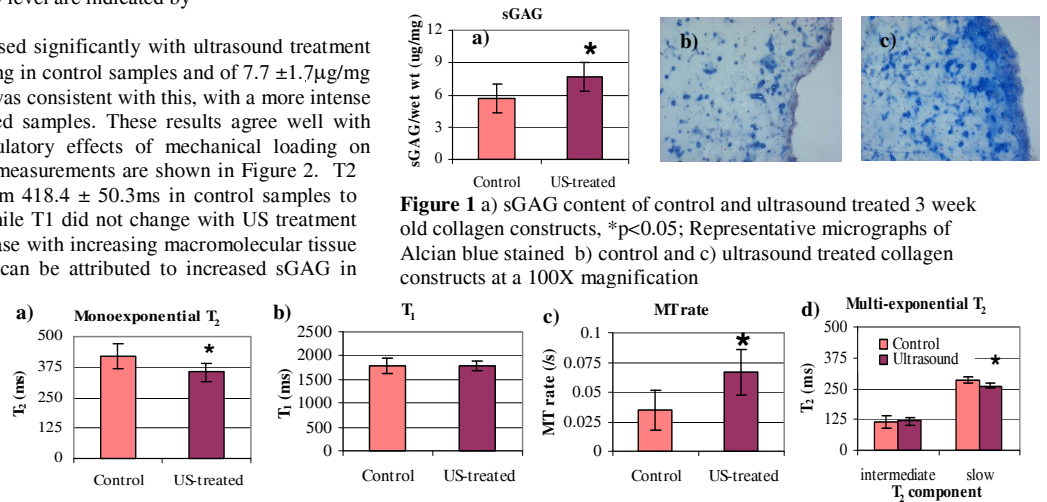 level are indicated by
sed significantly with ultrasound treatment
ng in control samples and of 7.7 ±1.7µg/mg
was consistent with this, with a more intense
ed samples. These results agree well with
ulatory effects of mechanical loading on
measurements are shown in Figure 2. T2
m 418.4 ± 50.3ms in control samples to
ile T1 did not change with US treatment
ase with increasing macromolecular tissue
can be attributed to increased sGAG in
sGAG
a)
*
sGAG/wet wt (ug/mg)
12
9
6
3
0
Control US-treated
b)
c)
Figure 1 a) sGAG content of control and ultrasound treated 3 week
old collagen constructs, *p<0.05; Representative micrographs of
Alcian blue stained b) control and c) ultrasound treated collagen
constructs at a 100X magnification
a)
Monoexponential T2
T2 (ms)
500
375
250
125
0
*
Control US-treated
b)
T1
T1 (ms)
2500
2000
1500
1000
500
0
Control US-treated
c)
MT rate
MT rate (/s)
0.1
0.075
0.05
0.025
0
*
Control US-treated
d)
Multi-exponential T2
T2 (ms)
500
375
250
125
0
Control
Ultrasound
*
intermediate slow
T2 component